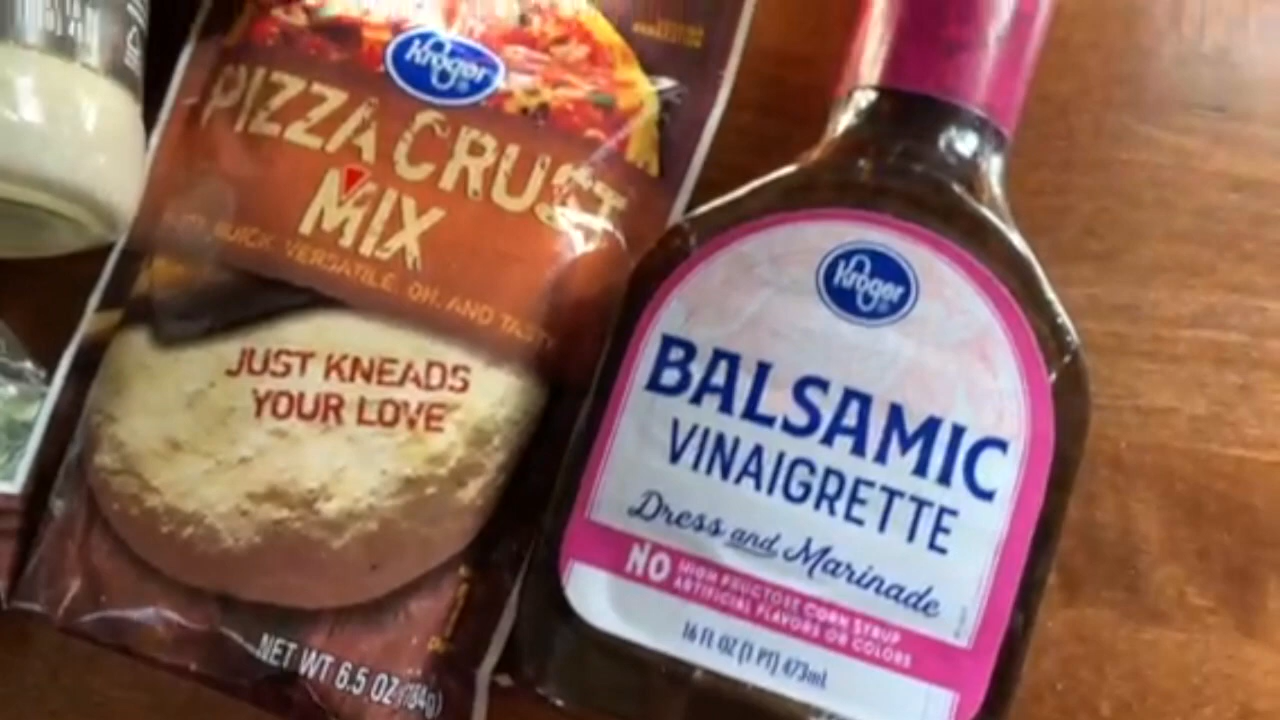 Kroger
PIZZA CRUST
MIX
QUICK, VERSATILE, OH, AND
JUST KNEADS
YOUR LOVE
NET WT 6.5 OZ (184g)
Kroger
BALSAMIC
VINAIGRETTE
Dress and Marinade
NO HIGH FRUCTOSE CORN SYRUP
ARTIFICIAL FLAVORS OR COLORS
16 FL OZ (1 PT) 473mL